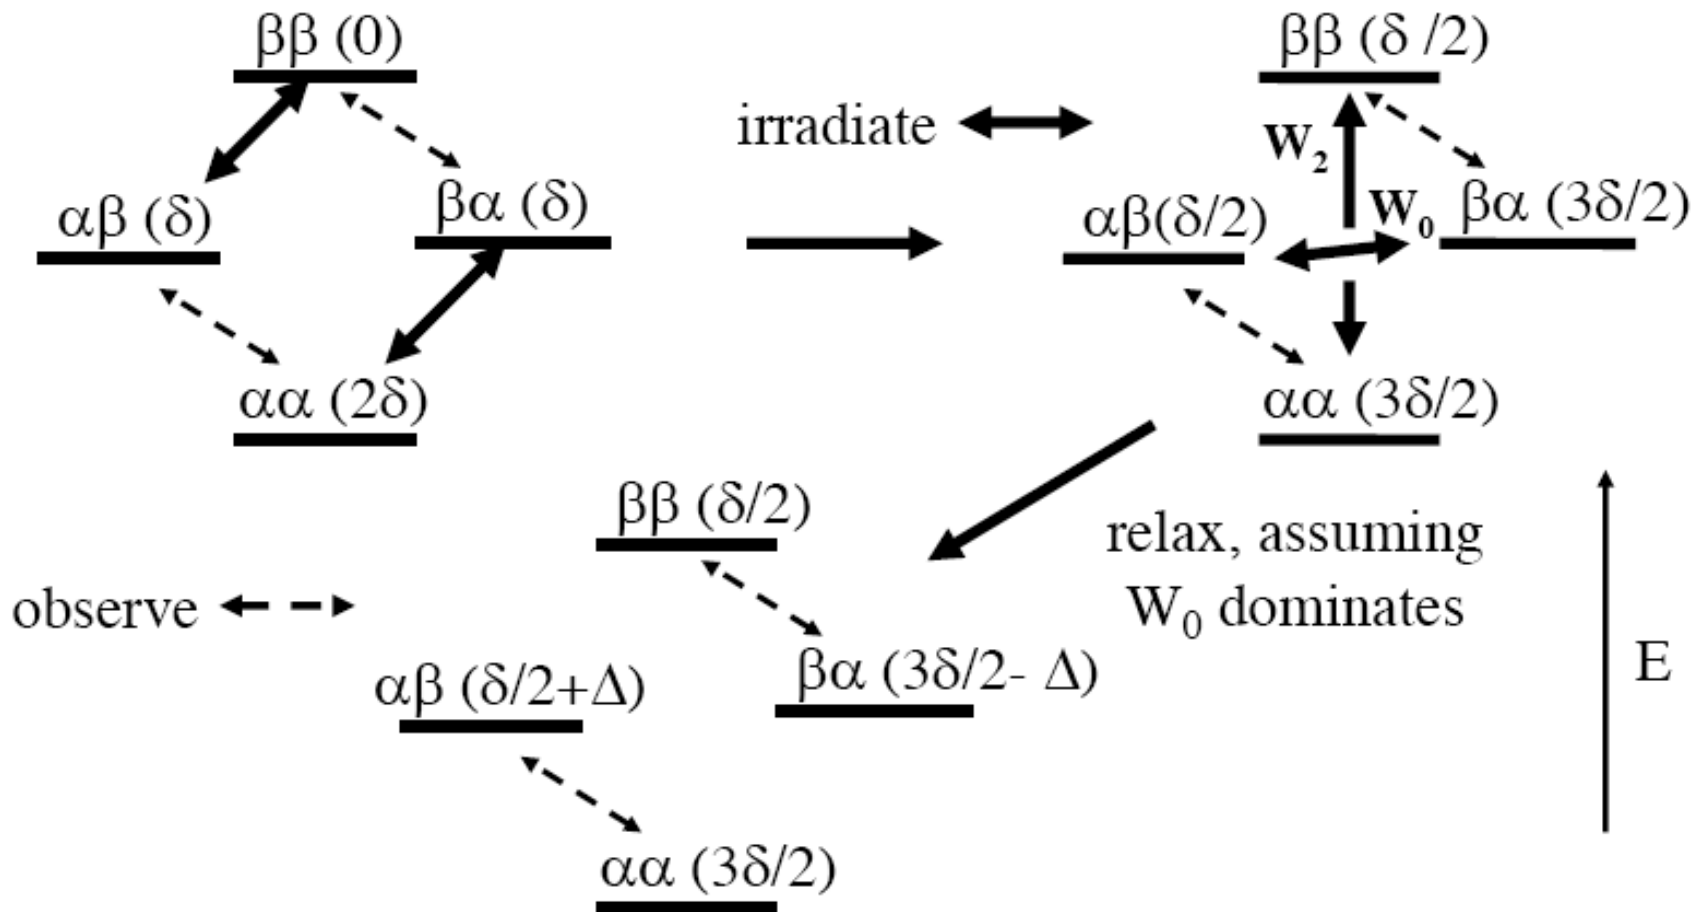 ββ (0)
αβ (δ)
βα (δ)
αα (2δ)
irradiate
ββ (δ /2)
W₂
W₀
αβ(δ/2)
βα (3δ/2)
αα (3δ/2)
relax, assuming
W₀ dominates
E
observe
ββ (δ/2)
αβ (δ/2+Δ)
βα (3δ/2- Δ)
αα (3δ/2)